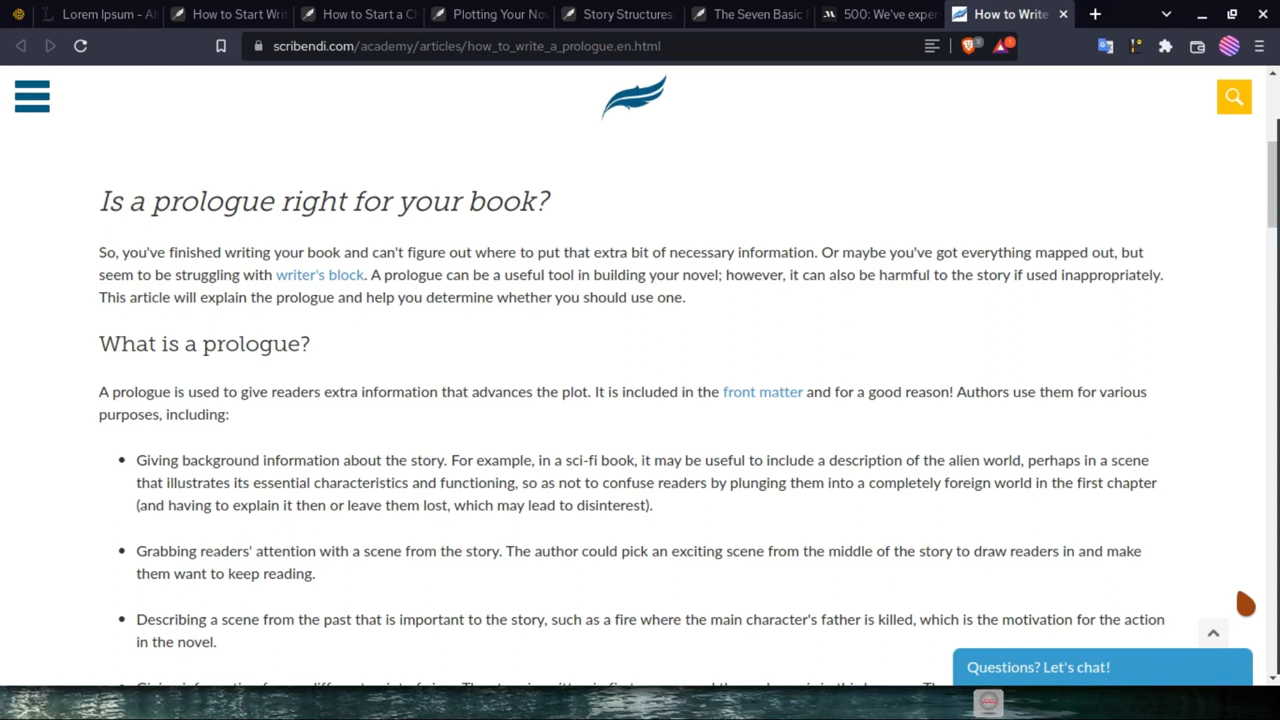 Lorem Ipsum - Al
How to Start Wri
How to Start a C
Plotting Your No
Story Structures:
The Seven Basic
500: We've exper
How to Write
scribendi.com/academy/articles/how_to_write_a_prologue.en.html
Is a prologue right for your book?
So, you've finished writing your book and can't figure out where to put that extra bit of necessary information. Or maybe you've got everything mapped out, but
seem to be struggling with writer's block. A prologue can be a useful tool in building your novel; however, it can also be harmful to the story if used inappropriately.
This article will explain the prologue and help you determine whether you should use one.
What is a prologue?
A prologue is used to give readers extra information that advances the plot. It is included in the front matter and for a good reason! Authors use them for various
purposes, including:
Giving background information about the story. For example, in a sci-fi book, it may be useful to include a description of the alien world, perhaps in a scene
that illustrates its essential characteristics and functioning, so as not to confuse readers by plunging them into a completely foreign world in the first chapter
(and having to explain it then or leave them lost, which may lead to disinterest).
Grabbing readers' attention with a scene from the story. The author could pick an exciting scene from the middle of the story to draw readers in and make
them want to keep reading.
Describing a scene from the past that is important to the story, such as a fire where the main character's father is killed, which is the motivation for the action
in the novel.
Questions? Let's chat!